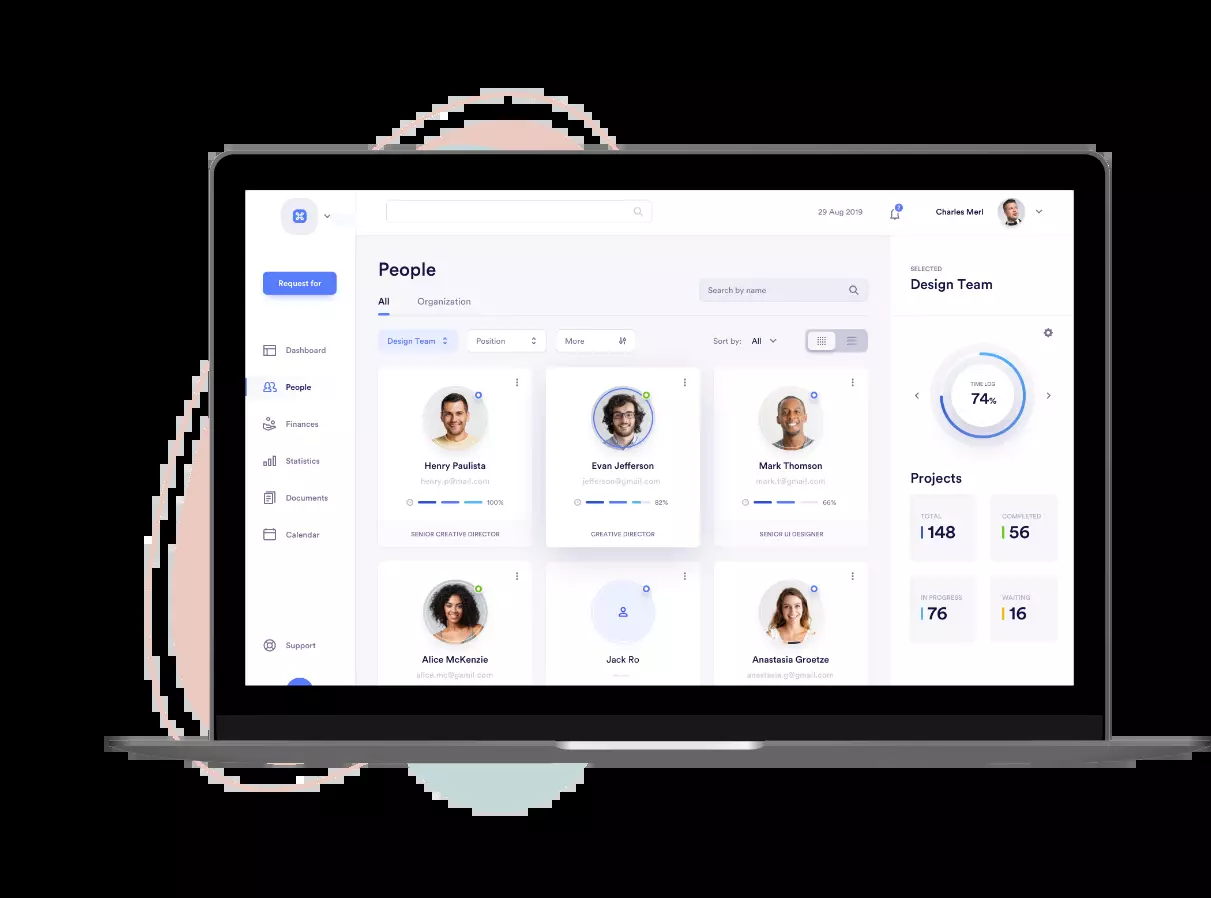 29 Aug 2019
2
Charles Merl
Request for
Dashboard
People
Finances
Statistics
Documents
Calendar
Support
People
All
Organization
Search by name
Design Team
Position
More
Sort by: All
Henry Paulista
henry.p@mail.com
100%
SENIOR CREATIVE DIRECTOR
Evan Jefferson
jefferson@gmail.com
82%
CREATIVE DIRECTOR
Mark Thomson
mark.t@gmail.com
66%
SENIOR UI DESIGNER
Alice McKenzie
alice.mc@gamil.com
Jack Ro
Anastasia Groetze
anastasia.g@gmail.com
SELECTED
Design Team
TIME LOG
74%
Projects
TOTAL
148
COMPLETED
56
IN PROGRESS
76
WAITING
16